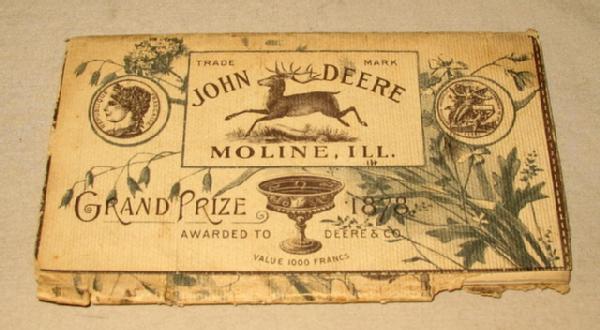 TRADE MARK
JOHN DEERE
MOLINE, ILL.
GRAND PRIZE 1878
AWARDED TO DEERE & CO.
VALUE 1000 FRANCS